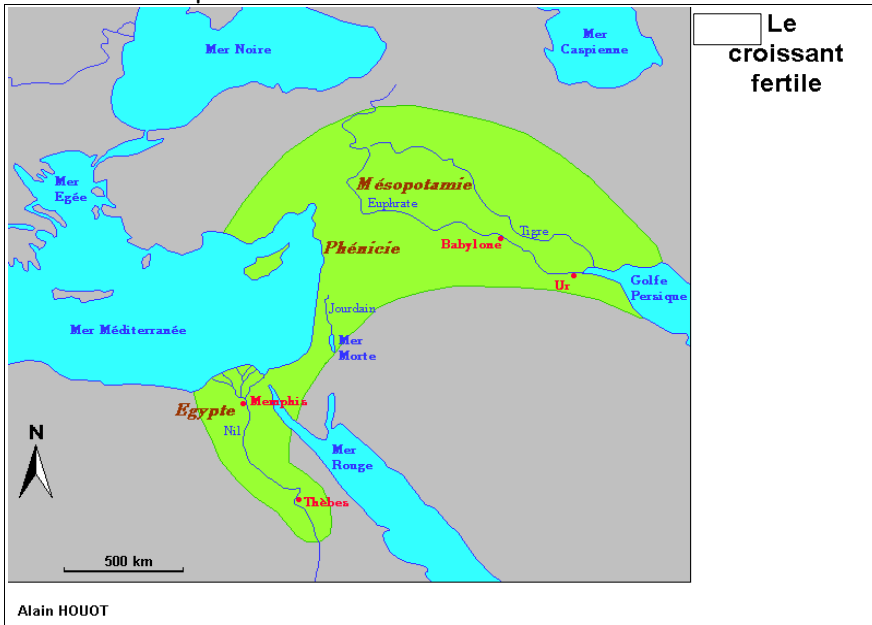 Le
croissant
fertile
Mer Noire
Mer
Caspienne
Mer
Egée
Mésopotamie
Euphrate
Tigre
Babylone
Phénicie
Ur
Golfe
Persique
Jourdain
Mer Méditerranée
Mer
Morte
Egypte
Memphis
Nil
N
Mer
Rouge
Thèbes
500 km
Alain HOUOT